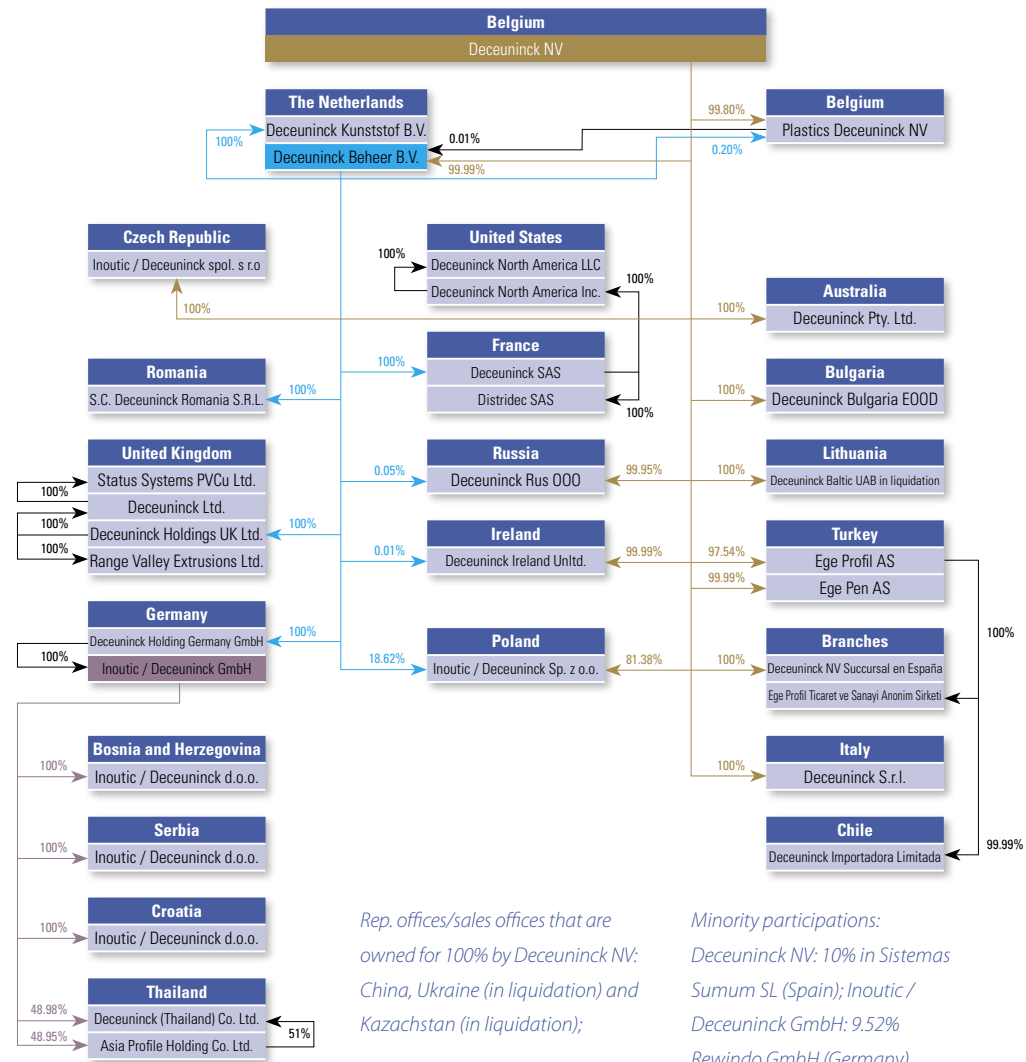 Belgium
Deceuninck NV
The Netherlands
Deceuninck Kunststof B.V.
Deceuninck Beheer B.V.
100%
0.01%
99.99%
99.80%
0.20%
Belgium
Plastics Deceuninck NV
Czech Republic
Inoutic / Deceuninck spol. s r.o
100%
United States
Deceuninck North America LLC
Deceuninck North America Inc.
100%
100%
Australia
Deceuninck Pty. Ltd.
100%
Romania
S.C. Deceuninck Romania S.R.L.
100%
100%
France
Deceuninck SAS
Distridec SAS
100%
Bulgaria
Deceuninck Bulgaria EOOD
100%
United Kingdom
Status Systems PVCu Ltd.
Deceuninck Ltd.
Deceuninck Holdings UK Ltd.
Range Valley Extrusions Ltd.
100%
100%
100%
100%
Russia
Deceuninck Rus OOO
0.05%
99.95%
Lithuania
Deceuninck Baltic UAB in liquidation
100%
Ireland
Deceuninck Ireland Unltd.
0.01%
99.99%
Turkey
Ege Profil AS
Ege Pen AS
97.54%
99.99%
100%
Germany
Deceuninck Holding Germany GmbH
Inoutic / Deceuninck GmbH
100%
100%
Poland
Inoutic / Deceuninck Sp. z o.o.
18.62%
81.38%
Branches
Deceuninck NV Succursal en España
Ege Profil Ticaret ve Sanayi Anonim Sirketi
100%
Bosnia and Herzegovina
Inoutic / Deceuninck d.o.o.
100%
Italy
Deceuninck S.r.l.
100%
Serbia
Inoutic / Deceuninck d.o.o.
100%
Chile
Deceuninck Importadora Limitada
99.99%
Croatia
Inoutic / Deceuninck d.o.o.
100%
Thailand
Deceuninck (Thailand) Co. Ltd.
Asia Profile Holding Co. Ltd.
48.98%
48.95%
51%
Rep. offices/sales offices that are
owned for 100% by Deceuninck NV:
China, Ukraine (in liquidation) and
Kazachstan (in liquidation);
Minority participations:
Deceuninck NV: 10% in Sistemas
Sumum SL (Spain); Inoutic /
Deceuninck GmbH: 9.52%
Rewindo GmbH (Germany)